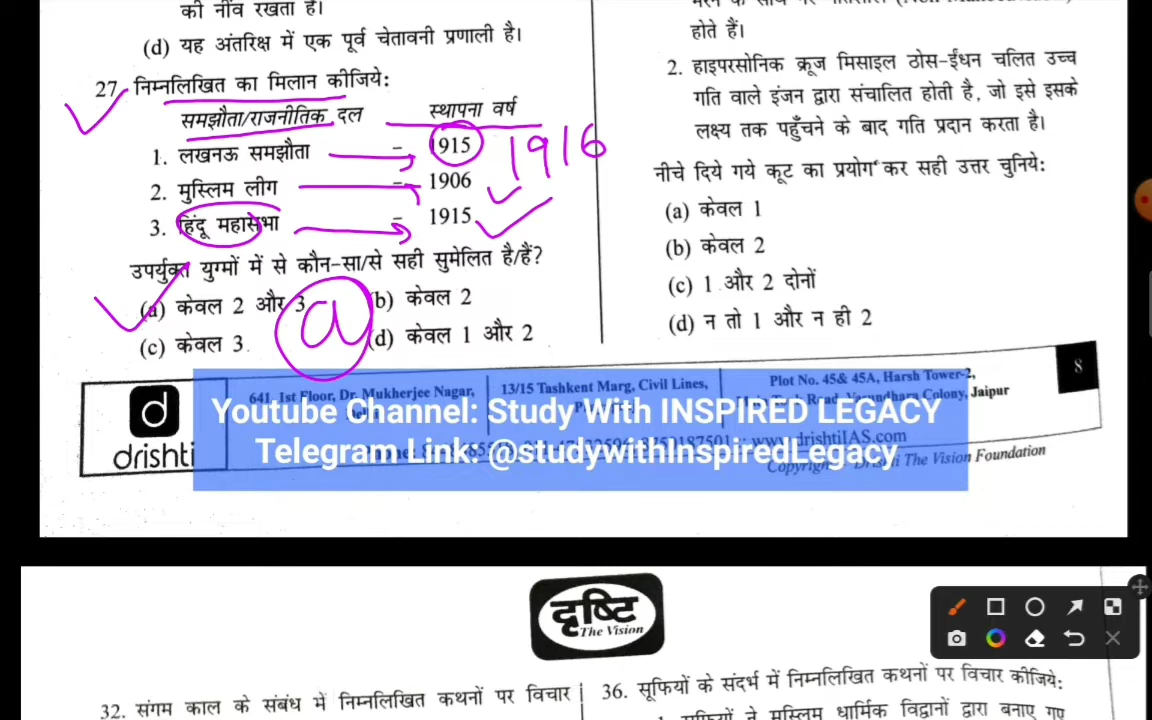 की नींव रखता है।
(d) यह अंतरिक्ष में एक पूर्व चेतावनी प्रणाली है।
27. निम्नलिखित का मिलान कीजिये:
समझौता/राजनीतिक दल स्थापना वर्ष
1. लखनऊ समझौता - 1915 1916
2. मुस्लिम लीग - 1906
3. हिंदू महासभा - 1915
उपर्युक्त युग्मों में से कौन-सा/से सही सुमेलित है/हैं?
(a) केवल 2 और 3 (b) केवल 2
(c) केवल 3 (d) केवल 1 और 2
a
होते हैं।
2. हाइपरसोनिक क्रूज मिसाइल ठोस-ईंधन चलित उच्च
गति वाले इंजन द्वारा संचालित होती है, जो इसे इसके
लक्ष्य तक पहुँचने के बाद गति प्रदान करता है।
नीचे दिये गये कूट का प्रयोग कर सही उत्तर चुनिये:
(a) केवल 1
(b) केवल 2
(c) 1 और 2 दोनों
(d) न तो 1 और न ही 2
drishti
641, 1st Floor, Dr. Mukherjee Nagar,
13/15 Tashkent Marg, Civil Lines,
Plot No. 45& 45A, Harsh Tower-2,
Colony, Jaipur
8
Youtube Channel: Study With INSPIRED LEGACY
Telegram Link: @studywithInspiredLegacy
Copyright - Drishti The Vision Foundation
दृष्टि
The Vision
32. संगम काल के संबंध में निम्नलिखित कथनों पर विचार
36. सूफियों के संदर्भ में निम्नलिखित कथनों पर विचार कीजिये:
1. सूफियों ने मुस्लिम धार्मिक विद्वानों द्वारा बनाए गए